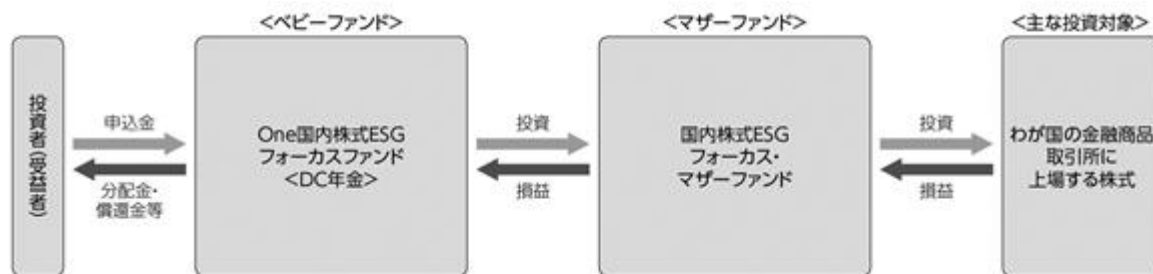 <ベビーファンド>
<マザーファンド>
<主な投資対象>
投資者(受益者)
申込金
分配金・
償還金等
One国内株式ESG
フォーカスファンド
<DC年金>
投資
損益
国内株式ESG
フォーカス・
マザーファンド
投資
損益
わが国の金融商品
取引所に
上場する株式